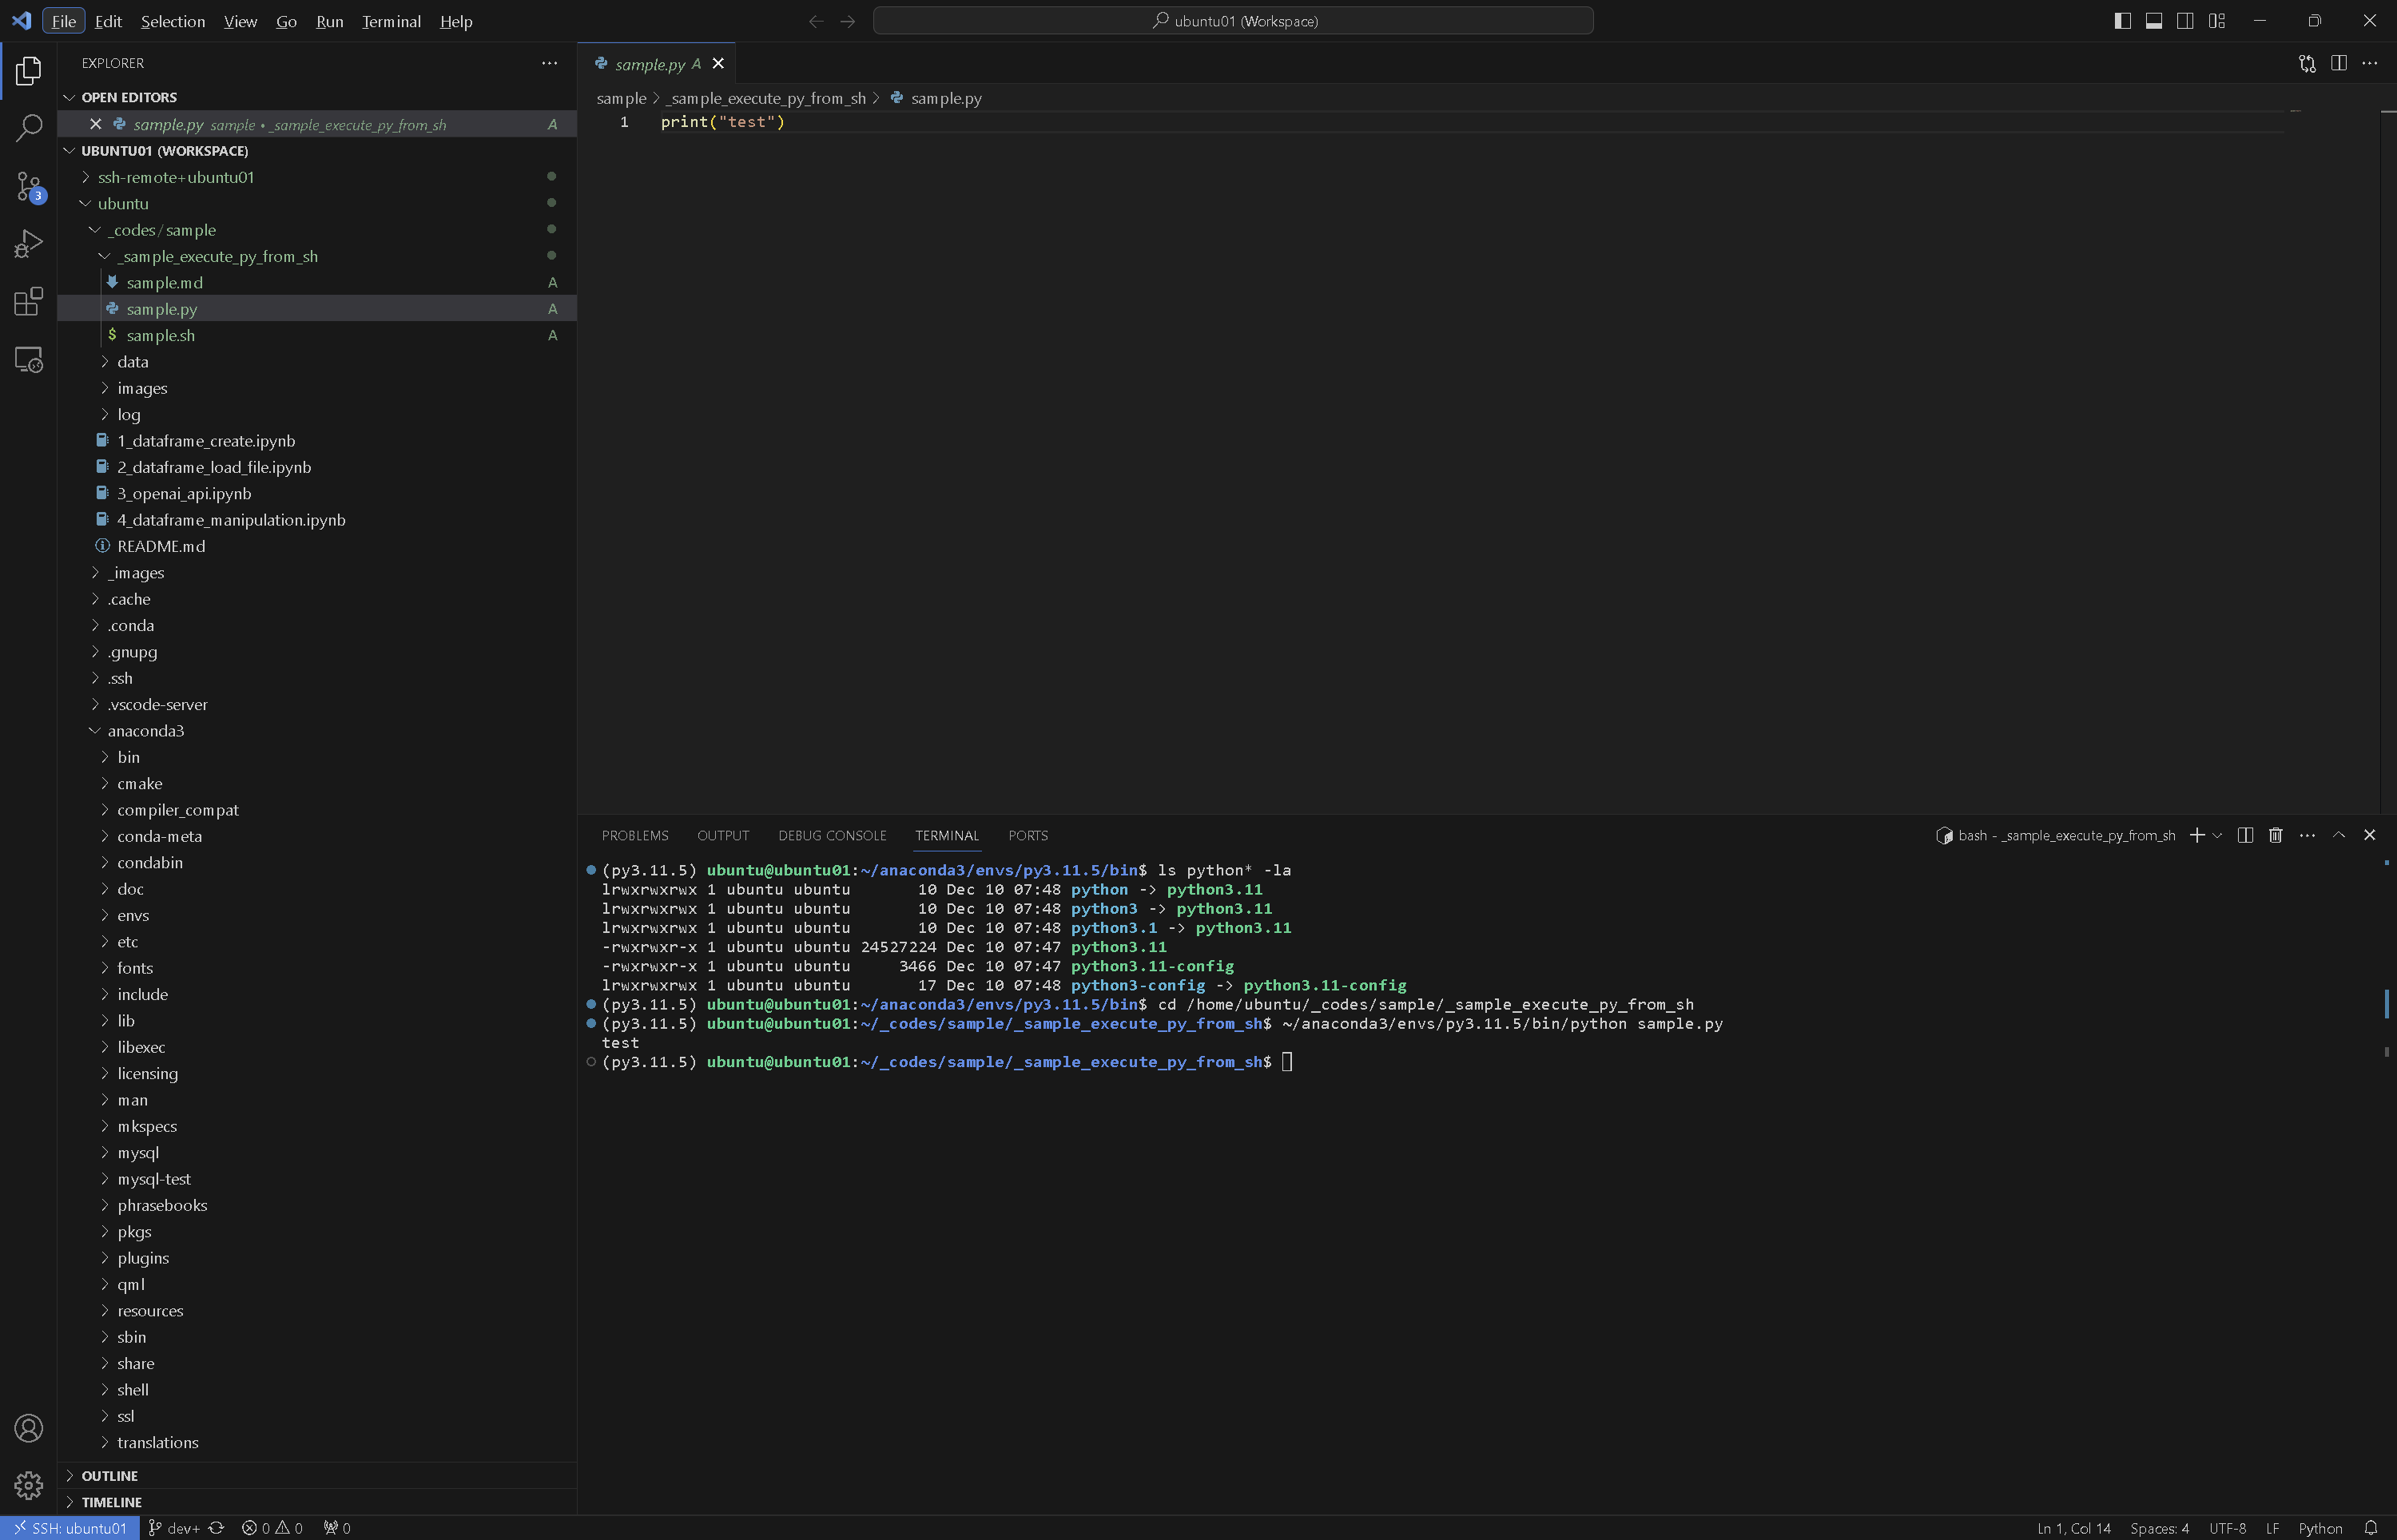 File Edit Selection View Go Run Terminal Help
ubuntu01 (Workspace)
EXPLORER
OPEN EDITORS
sample.py sample • _sample_execute_py_from_sh A
UBUNTU01 (WORKSPACE)
ssh-remote+ubuntu01
ubuntu
_codes / sample
_sample_execute_py_from_sh
sample.md A
sample.py A
$ sample.sh A
data
images
log
1_dataframe_create.ipynb
2_dataframe_load_file.ipynb
3_openai_api.ipynb
4_dataframe_manipulation.ipynb
README.md
_images
.cache
.conda
.gnupg
.ssh
.vscode-server
anaconda3
bin
cmake
compiler_compat
conda-meta
condabin
doc
envs
etc
fonts
include
lib
libexec
licensing
man
mkspecs
mysql
mysql-test
phrasebooks
pkgs
plugins
qml
resources
sbin
share
shell
ssl
translations
OUTLINE
TIMELINE
3
sample.py A
sample > _sample_execute_py_from_sh > sample.py
1 print("test")
PROBLEMS OUTPUT DEBUG CONSOLE TERMINAL PORTS
bash - _sample_execute_py_from_sh
(py3.11.5) ubuntu@ubuntu01:~/anaconda3/envs/py3.11.5/bin$ ls python* -la
lrwxrwxrwx 1 ubuntu ubuntu 10 Dec 10 07:48 python -> python3.11
lrwxrwxrwx 1 ubuntu ubuntu 10 Dec 10 07:48 python3 -> python3.11
lrwxrwxrwx 1 ubuntu ubuntu 10 Dec 10 07:48 python3.1 -> python3.11
-rwxrwxr-x 1 ubuntu ubuntu 24527224 Dec 10 07:47 python3.11
-rwxrwxr-x 1 ubuntu ubuntu 3466 Dec 10 07:47 python3.11-config
lrwxrwxrwx 1 ubuntu ubuntu 17 Dec 10 07:48 python3-config -> python3.11-config
(py3.11.5) ubuntu@ubuntu01:~/anaconda3/envs/py3.11.5/bin$ cd /home/ubuntu/_codes/sample/_sample_execute_py_from_sh
(py3.11.5) ubuntu@ubuntu01:~/_codes/sample/_sample_execute_py_from_sh$ ~/anaconda3/envs/py3.11.5/bin/python sample.py
test
(py3.11.5) ubuntu@ubuntu01:~/_codes/sample/_sample_execute_py_from_sh$
SSH: ubuntu01 dev+ 0 0 0
Ln 1, Col 14 Spaces: 4 UTF-8 LF Python